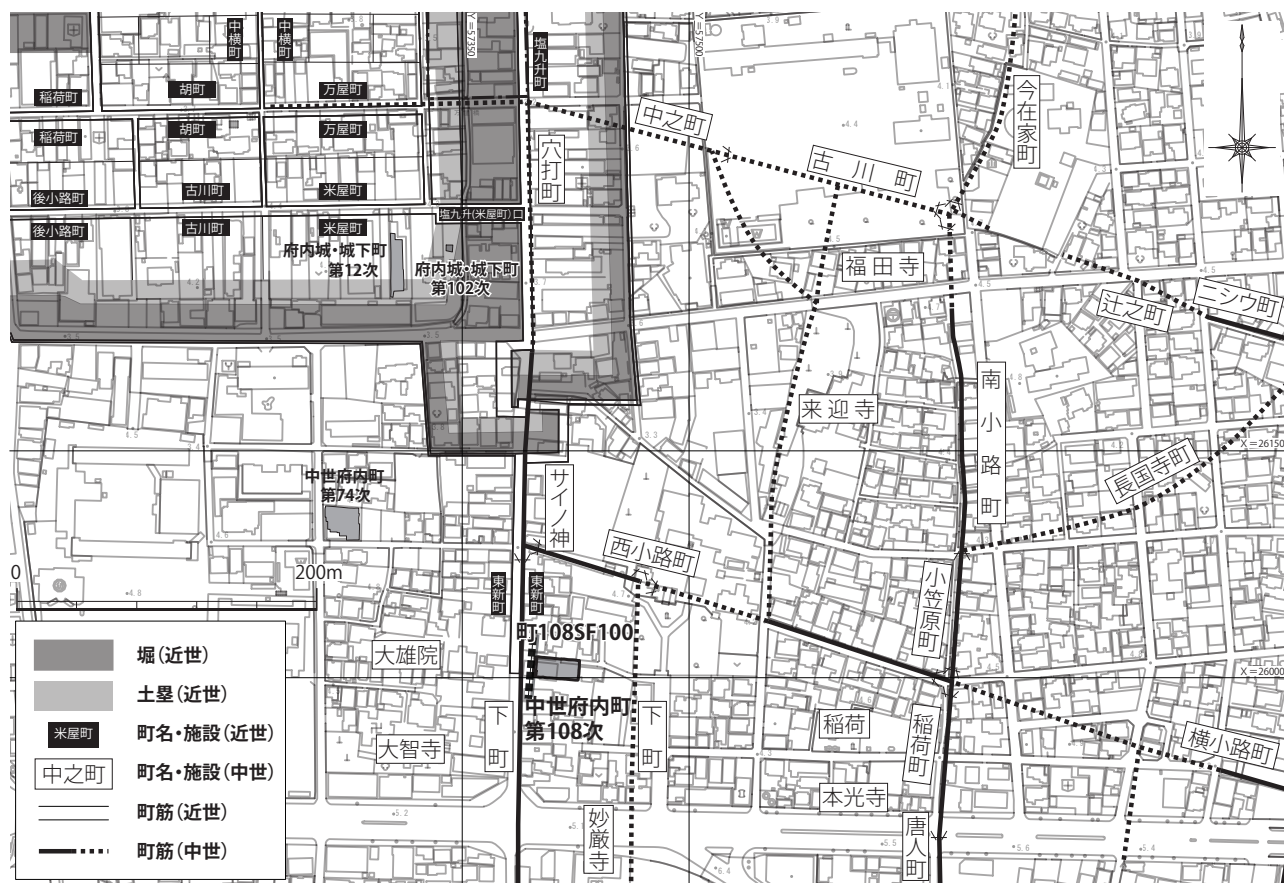 中横町
中横町
稲荷町
胡町
万屋町
塩九升町
Y=57350
Y=57500
稲荷町
胡町
万屋町
穴打町
中之町
古川町
今在家町
後小路町
古川町
米屋町
塩九升(米屋町)口
後小路町
古川町
米屋町
府内城・城下町
第12次
府内城・城下町
第102次
福田寺
辻之町
ニシウ町
南小路町
来迎寺
長国寺町
X=26150
中世府内町
第74次
サイノ神
西小路町
0
200m
東新町
東新町
小笠原町
町108SF100
大雄院
X=26000
中世府内町
第108次
下町
下町
大智寺
稲荷
稲荷町
横小路町
本光寺
妙厳寺
唐人町
堀(近世)
土塁(近世)
米屋町
町名・施設(近世)
中之町
町名・施設(中世)
町筋(近世)
町筋(中世)